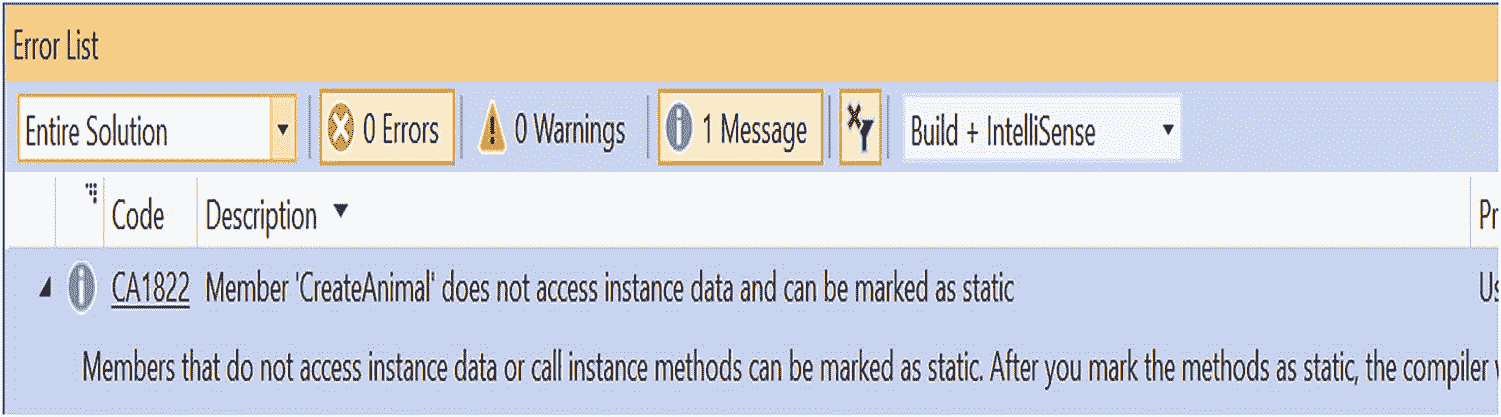 Error List
Entire Solution 0 Errors 0 Warnings 1 Message Build + IntelliSense
Code Description Pr
CA1822 Member 'CreateAnimal' does not access instance data and can be marked as static Us
Members that do not access instance data or call instance methods can be marked as static. After you mark the methods as static, the compiler